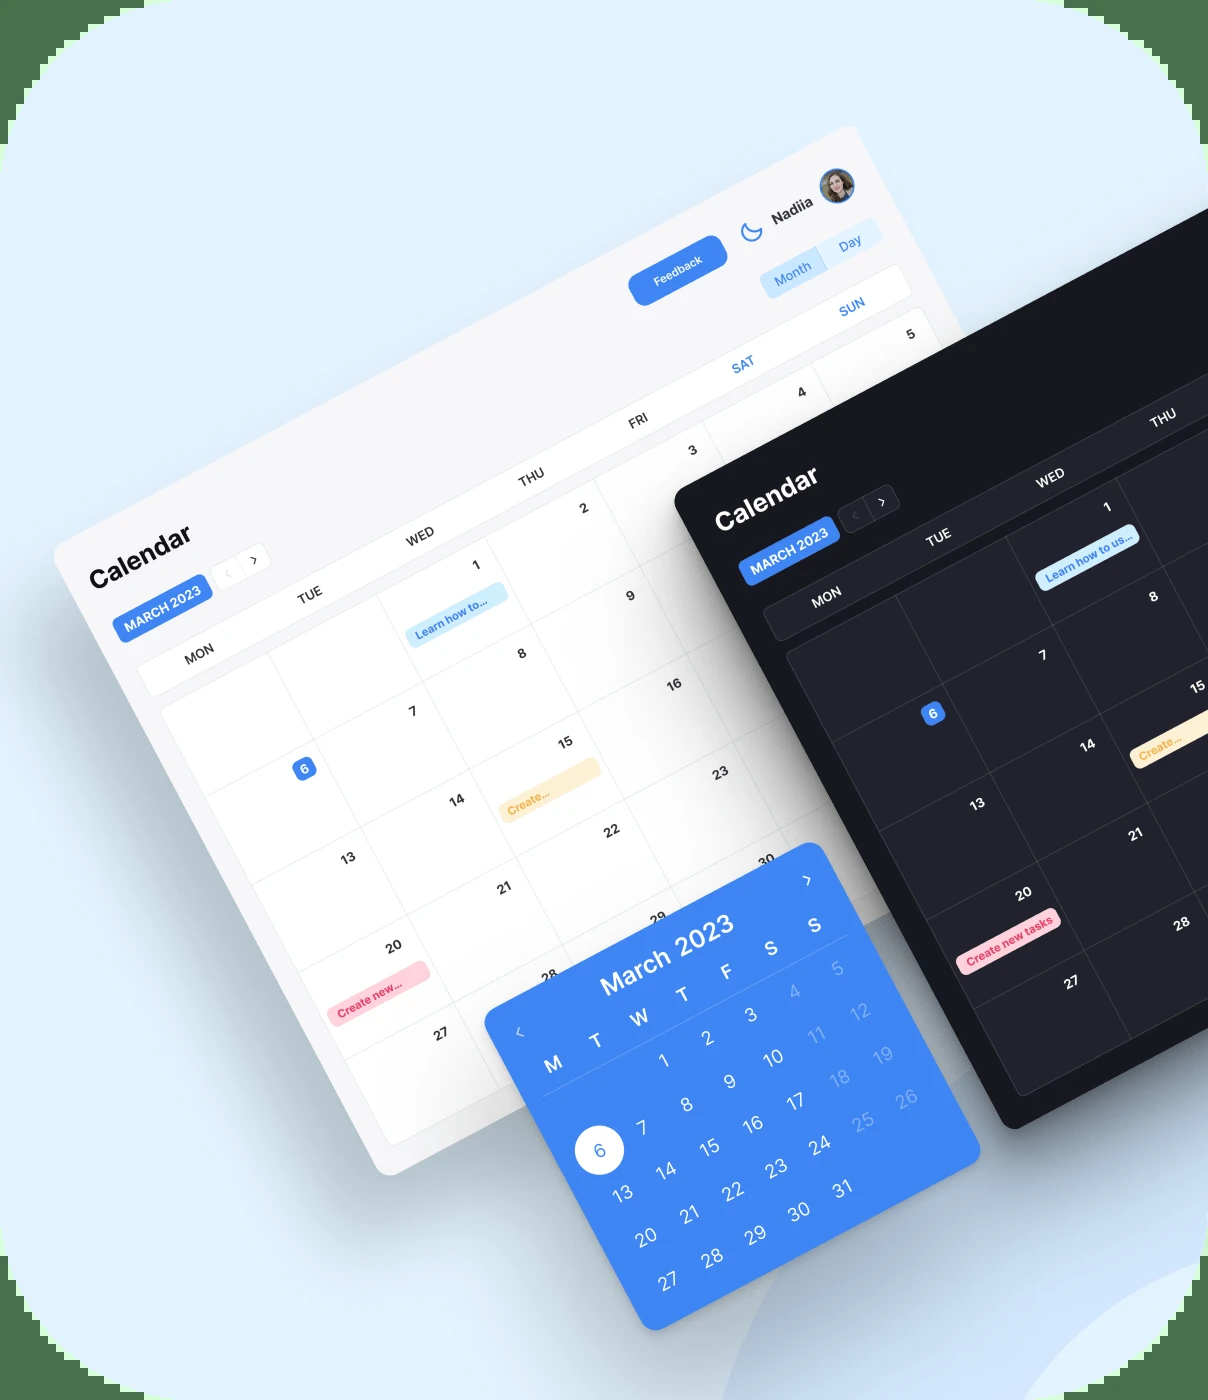 Nadiia
Feedback
Month Day
Calendar
MARCH 2023
MON TUE WED THU FRI SAT SUN
1 2 3 4 5
Learn how to...
6 7 8 9
13 14 15 16
Create...
20 21 22 23
Create new...
27 28 29 30
Calendar
MARCH 2023
MON TUE WED THU
1
Learn how to us...
6 7 8
13 14 15
Create...
20 21
Create new tasks
27 28
March 2023
M T W T F S S
1 2 3 4 5
6 7 8 9 10 11 12
13 14 15 16 17 18 19
20 21 22 23 24 25 26
27 28 29 30 31